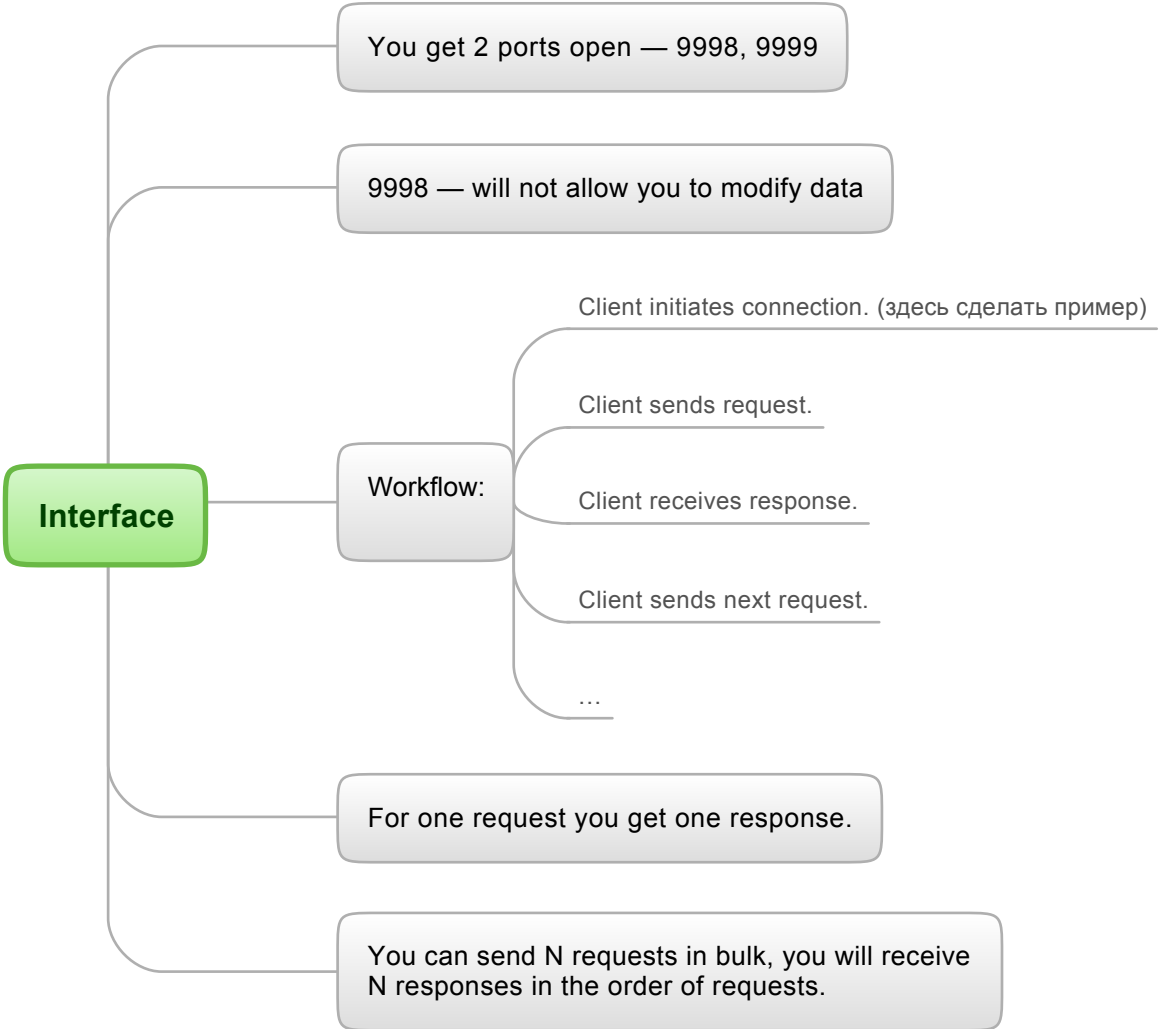 You get 2 ports open — 9998, 9999
9998 — will not allow you to modify data
Client initiates connection. (здесь сделать пример)
Client sends request.
Workflow:
Client receives response.
Interface
Client sends next request.
…
For one request you get one response.
You can send N requests in bulk, you will receive
N responses in the order of requests.